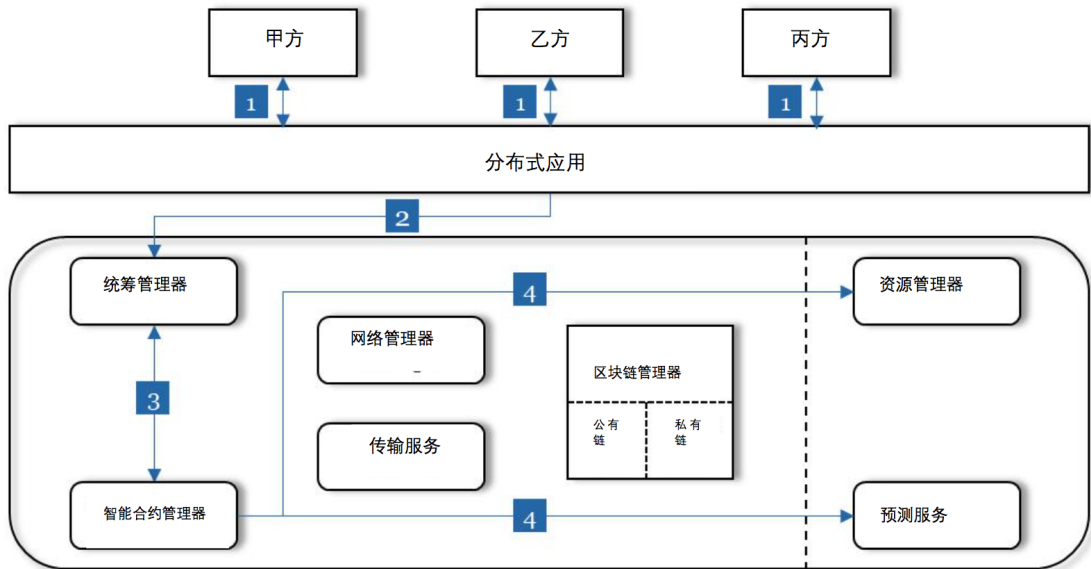 甲方
乙方
丙方
1
1
1
分布式应用
2
统筹管理器
4
资源管理器
网络管理器
区块链管理器
3
公有
链
私有
链
传输服务
智能合约管理器
4
预测服务